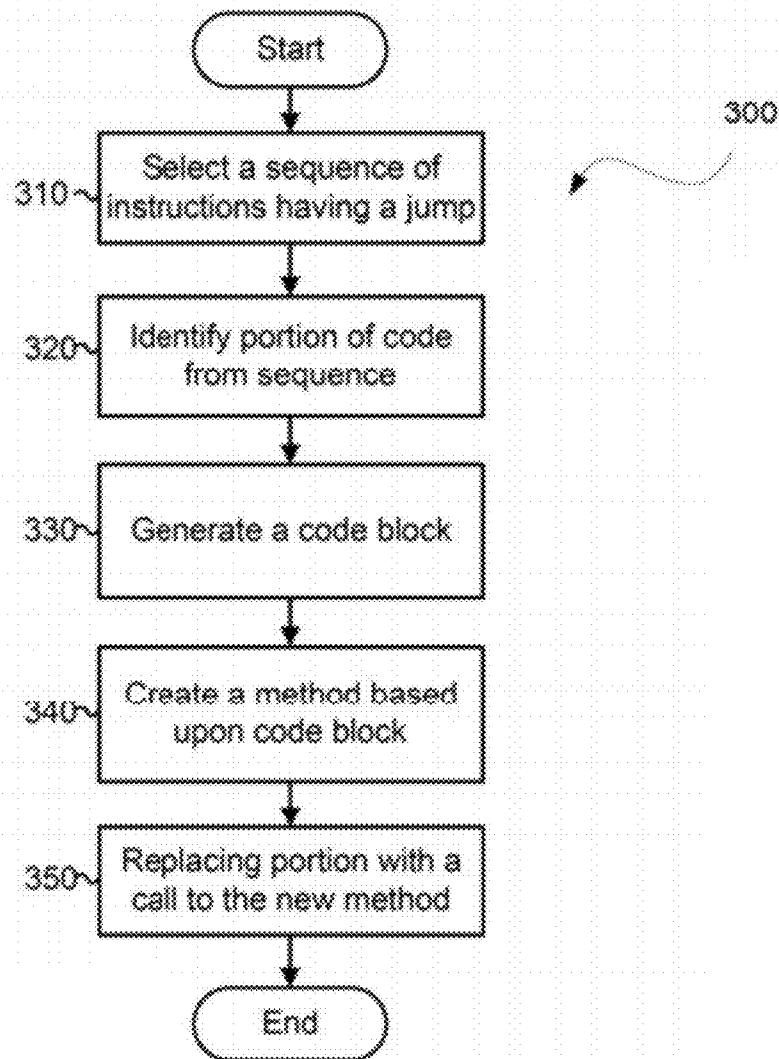 Start
300
310
Select a sequence of
instructions having a jump
320
Identify portion of code
from sequence
330
Generate a code block
340
Create a method based
upon code block
350
Replacing portion with a
call to the new method
End